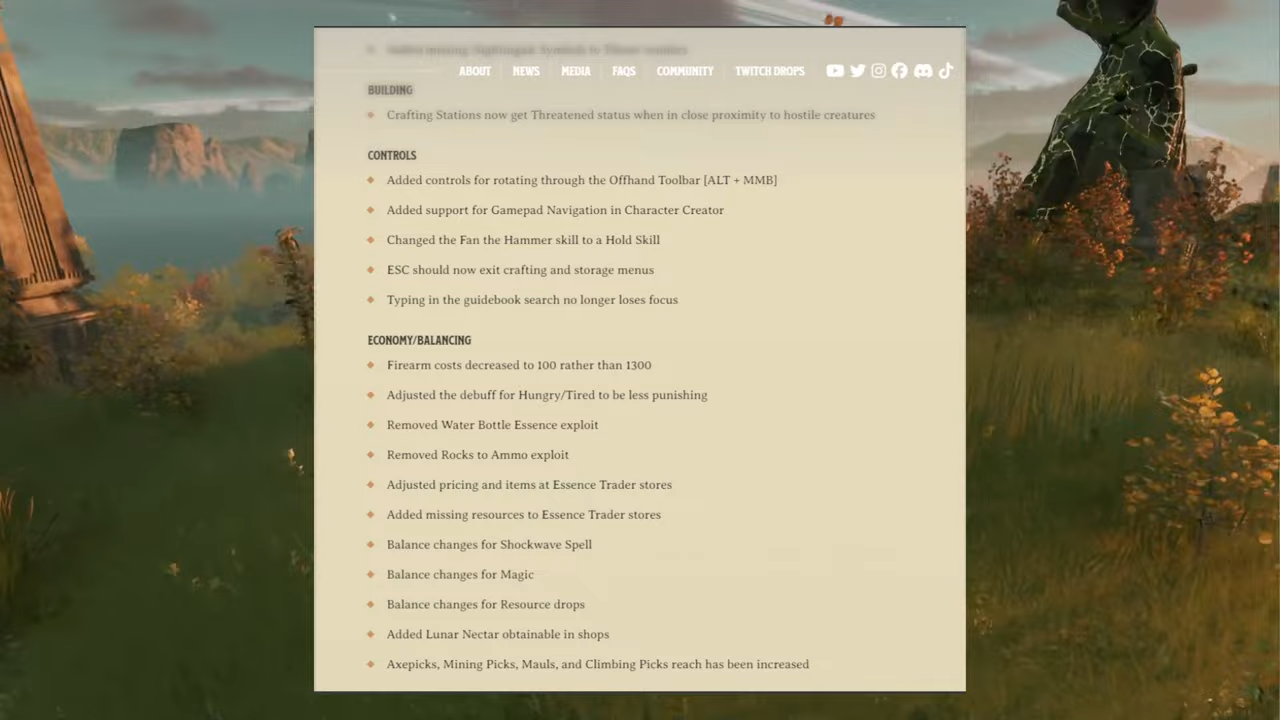 Added missing Nightingale Symbols to
ABOUT NEWS MEDIA FAQS COMMUNITY TWITCH DROPS
BUILDING
Crafting Stations now get Threatened status when in close proximity to hostile creatures
CONTROLS
Added controls for rotating through the Offhand Toolbar [ALT + MMB]
Added support for Gamepad Navigation in Character Creator
Changed the Fan the Hammer skill to a Hold Skill
ESC should now exit crafting and storage menus
Typing in the guidebook search no longer loses focus
ECONOMY/BALANCING
Firearm costs decreased to 100 rather than 1300
Adjusted the debuff for Hungry/Tired to be less punishing
Removed Water Bottle Essence exploit
Removed Rocks to Ammo exploit
Adjusted pricing and items at Essence Trader stores
Added missing resources to Essence Trader stores
Balance changes for Shockwave Spell
Balance changes for Magic
Balance changes for Resource drops
Added Lunar Nectar obtainable in shops
Axepicks, Mining Picks, Mauls, and Climbing Picks reach has been increased